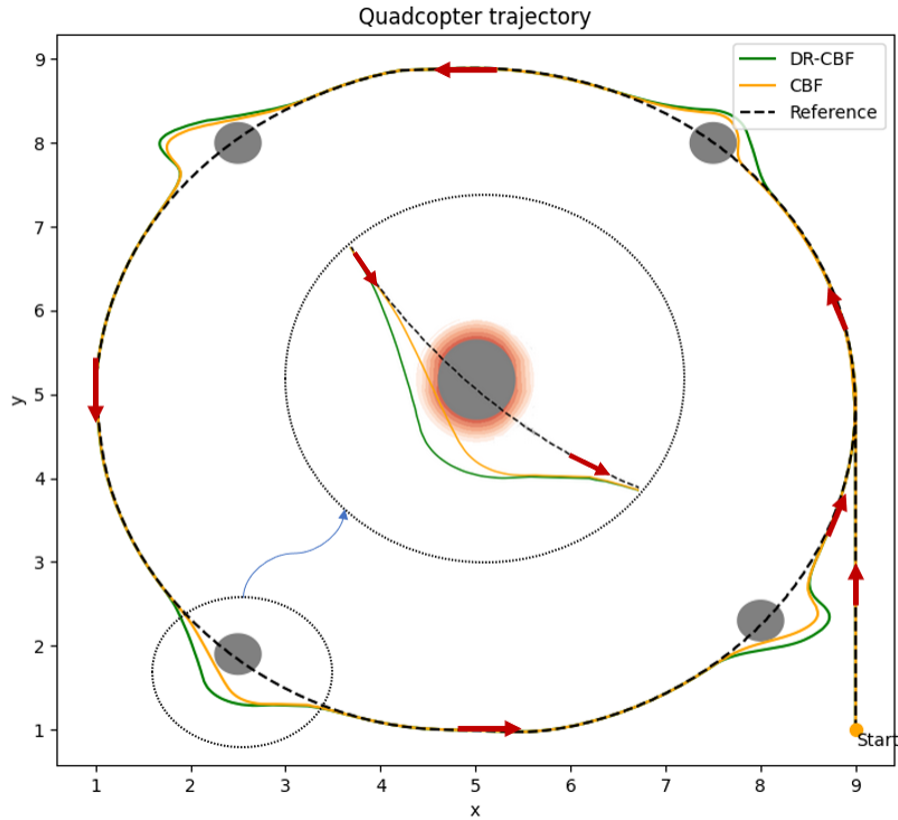 Quadcopter trajectory
DR-CBF
CBF
Reference
9
8
7
6
5
4
3
2
1
y
Start
1 2 3 4 5 6 7 8 9
x